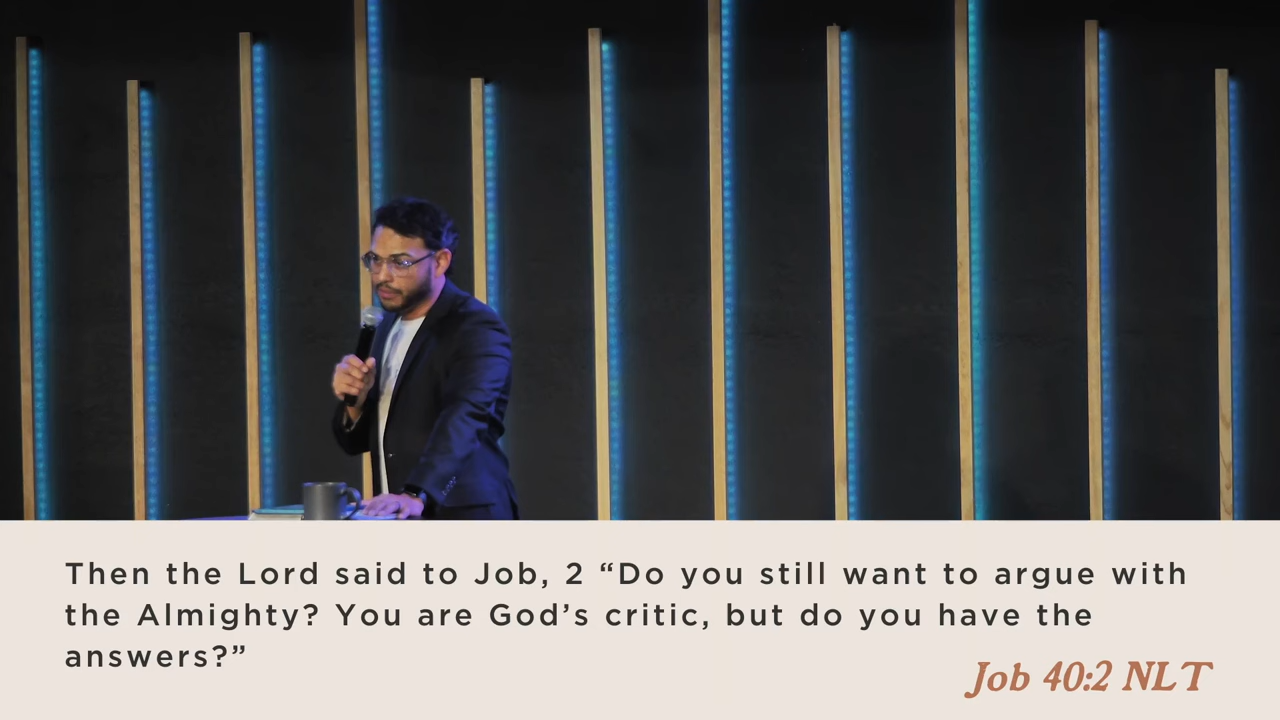 Then the Lord said to Job, 2 “Do you still want to argue with
the Almighty? You are God’s critic, but do you have the
answers?”
Job 40:2 NLT